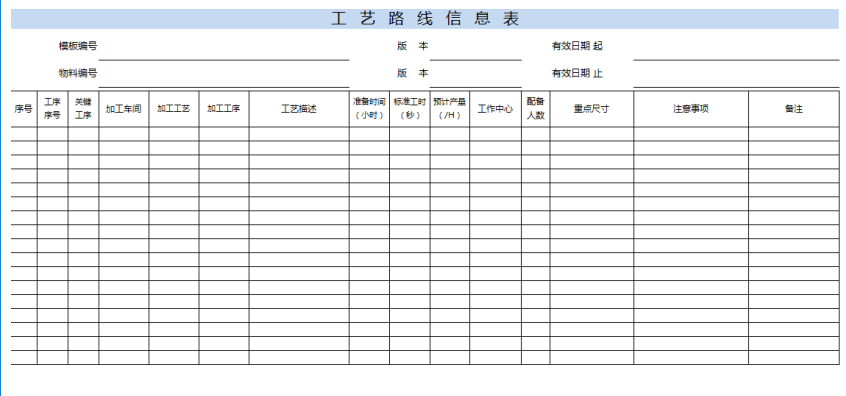 工 艺 路 线 信 息 表
模板编号 版 本 有效日期 起
物料编号 版 本 有效日期 止
序号 工序序号 关键工序 加工车间 加工工艺 加工工序 工艺描述 准备时间（小时） 标准工时（秒） 预计产量（/H） 工作中心 配备人数 重点尺寸 注意事项 备注